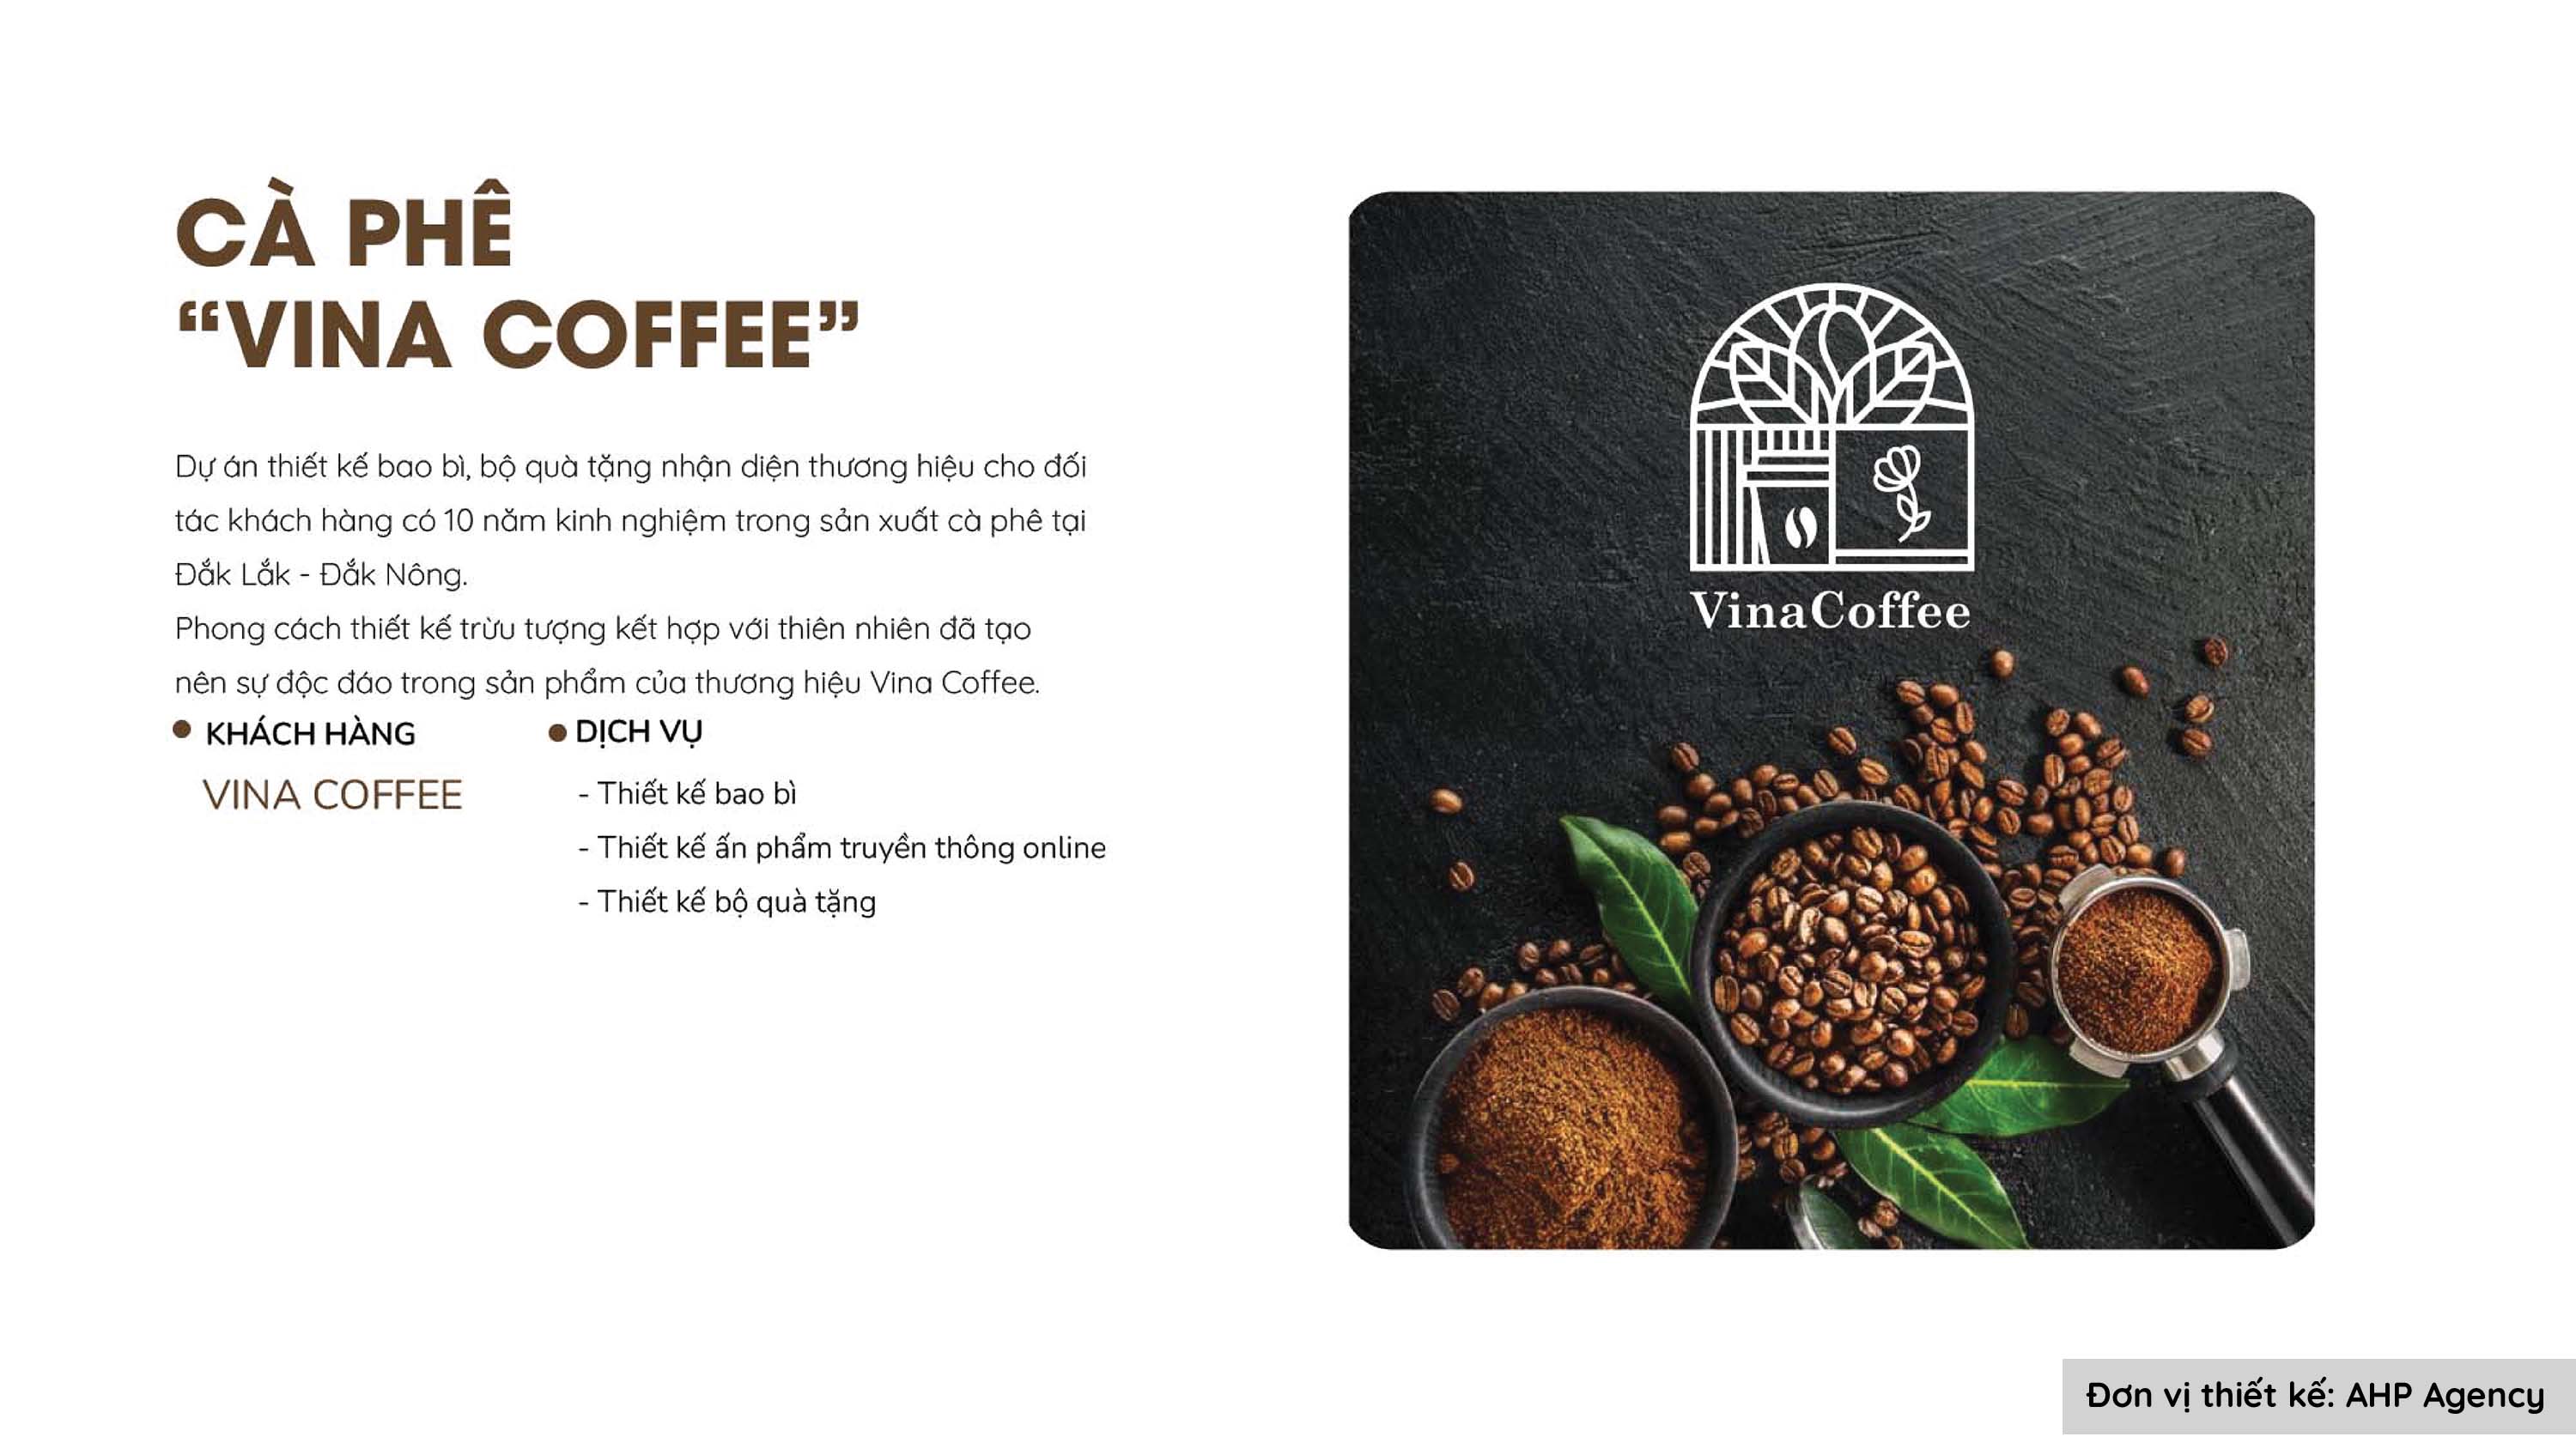 CÀ PHÊ
“VINA COFFEE”
Dự án thiết kế bao bì, bộ quà tặng nhận diện thương hiệu cho đối
tác khách hàng có 10 năm kinh nghiệm trong sản xuất cà phê tại
Đắk Lắk - Đắk Nông.
Phong cách thiết kế trừu tượng kết hợp với thiên nhiên đã tạo
nên sự độc đáo trong sản phẩm của thương hiệu Vina Coffee.
KHÁCH HÀNG
VINA COFFEE
DỊCH VỤ
- Thiết kế bao bì
- Thiết kế ấn phẩm truyền thông online
- Thiết kế bộ quà tặng
VinaCoffee
Đơn vị thiết kế: AHP Agency